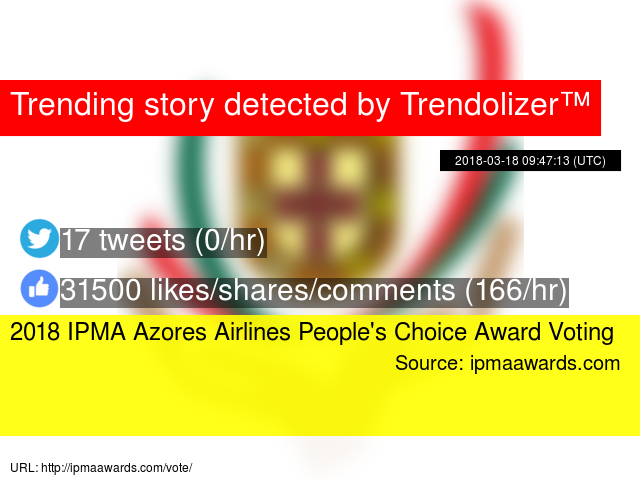 Trending story detected by Trendolizer™
2018-03-18 09:47:13 (UTC)
17 tweets (0/hr)
31500 likes/shares/comments (166/hr)
2018 IPMA Azores Airlines People's Choice Award Voting
Source: ipmaawards.com
URL: http://ipmaawards.com/vote/